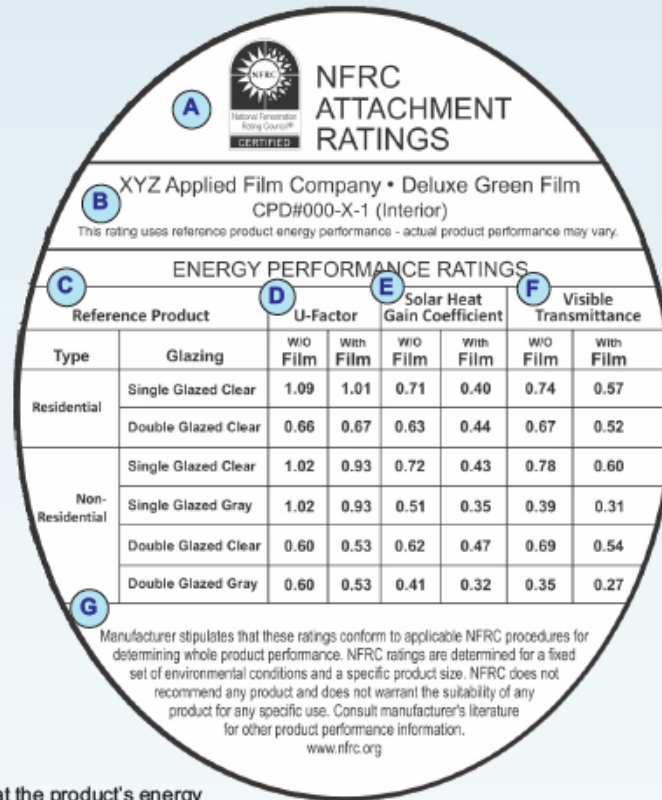 A
NFRC
National Fenestration
Rating Council®
CERTIFIED
NFRC
ATTACHMENT
RATINGS
B
XYZ Applied Film Company • Deluxe Green Film
CPD#000-X-1 (Interior)
This rating uses reference product energy performance - actual product performance may vary.
ENERGY PERFORMANCE RATINGS
C D E F
Reference Product U-Factor Solar Heat Gain Coefficient Visible Transmittance
Type Glazing W/O Film With Film W/O Film With Film W/O Film With Film
Residential
Single Glazed Clear 1.09 1.01 0.71 0.40 0.74 0.57
Double Glazed Clear 0.66 0.67 0.63 0.44 0.67 0.52
Non-
Residential
Single Glazed Clear 1.02 0.93 0.72 0.43 0.78 0.60
Single Glazed Gray 1.02 0.93 0.51 0.35 0.39 0.31
Double Glazed Clear 0.60 0.53 0.62 0.47 0.69 0.54
Double Glazed Gray 0.60 0.53 0.41 0.32 0.35 0.27
G
Manufacturer stipulates that these ratings conform to applicable NFRC procedures for
determining whole product performance. NFRC ratings are determined for a fixed
set of environmental conditions and a specific product size. NFRC does not
recommend any product and does not warrant the suitability of any
product for any specific use. Consult manufacturer's literature
for other product performance information.
www.nfrc.org
at the product's energy